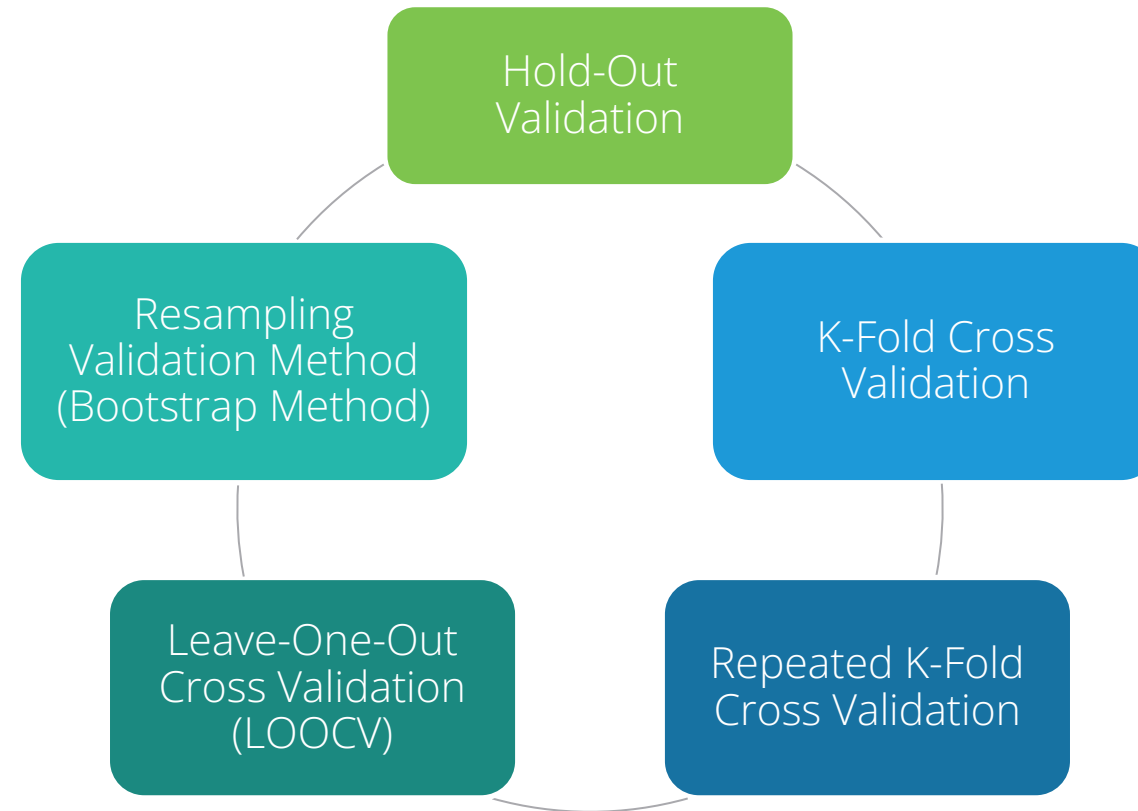 Hold-Out
Validation
K-Fold Cross
Validation
Repeated K-Fold
Cross Validation
Leave-One-Out
Cross Validation
(LOOCV)
Resampling
Validation Method
(Bootstrap Method)